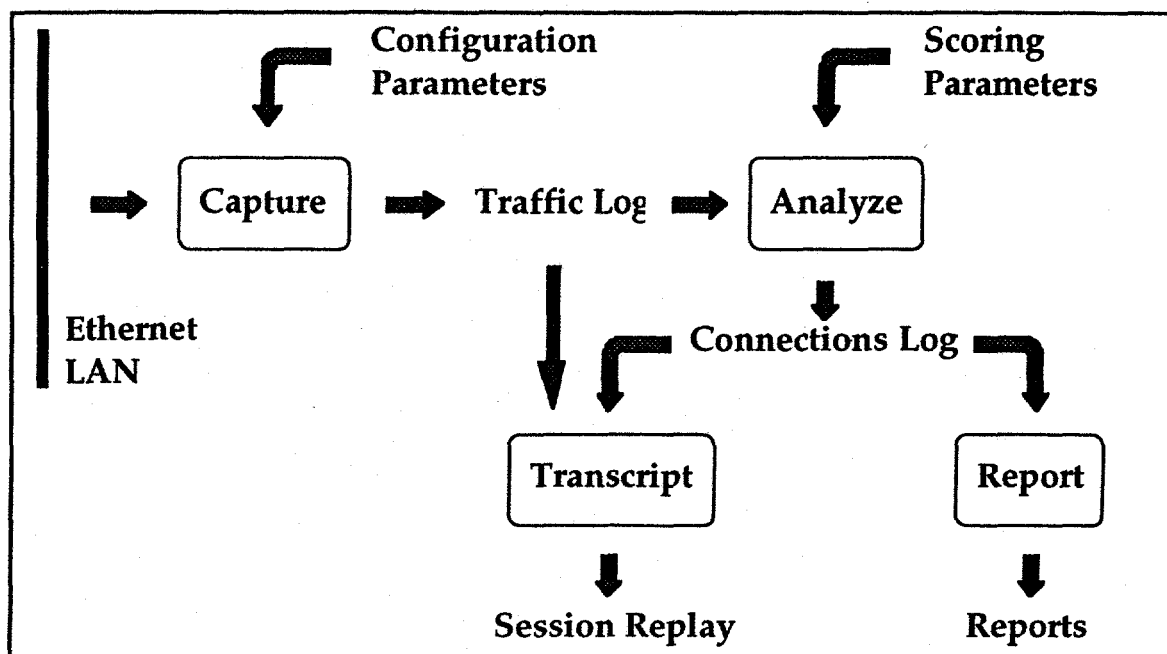 Configuration
Parameters
Scoring
Parameters
Capture
Traffic Log
Analyze
Ethernet
LAN
Connections Log
Transcript
Report
Session Replay
Reports